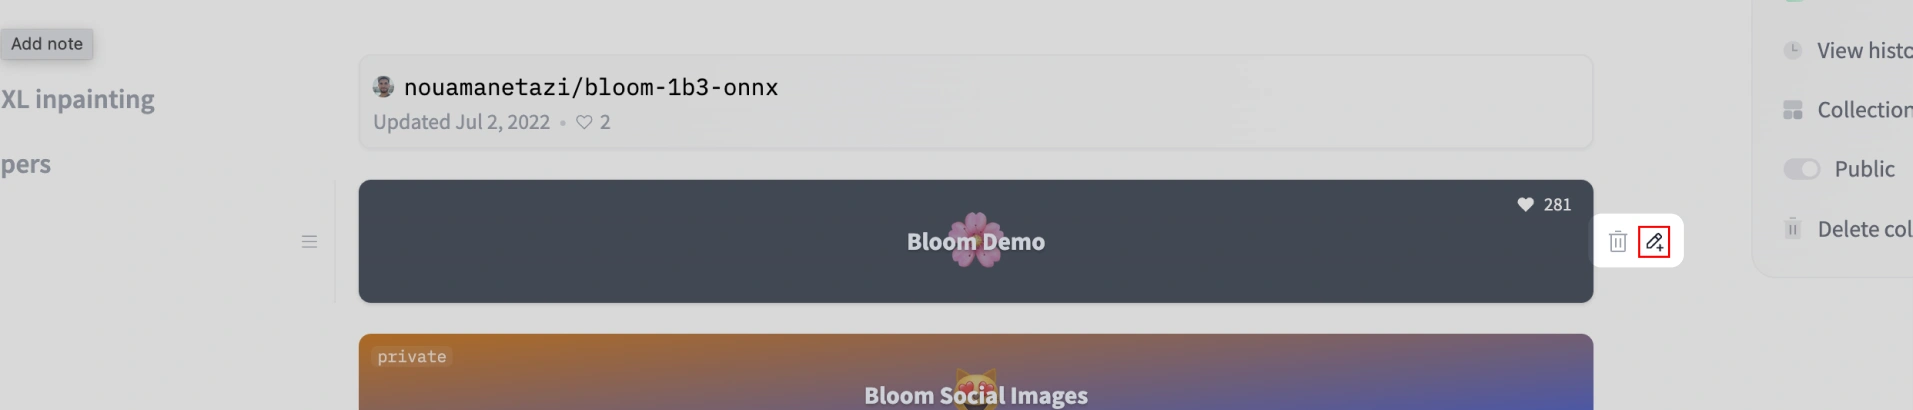 Add note
XL inpainting
pers
nouamanetazi/bloom-1b3-onnx
Updated Jul 2, 2022 • 2
281
Bloom Demo
private
Bloom Social Images
View histo
Collection
Public
Delete col